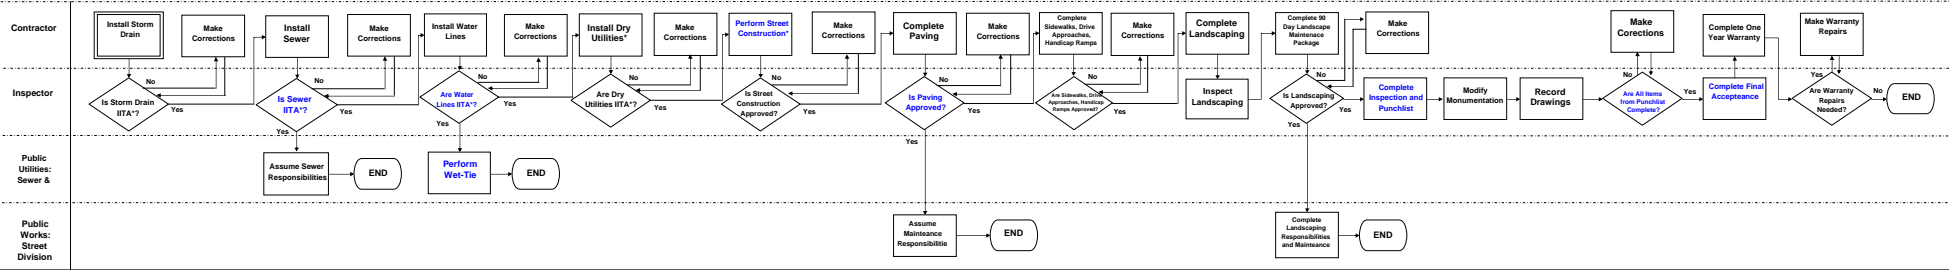 Contractor
Install Storm
Drain
Make
Corrections
Install
Sewer
Make
Corrections
Install Water
Lines
Make
Corrections
Install Dry
Utilities*
Make
Corrections
Perform Street
Construction*
Make
Corrections
Complete
Paving
Make
Corrections
Complete
Sidewalks, Drive
Approaches,
Handicap Ramps
Make
Corrections
Complete
Landscaping
Complete 90
Day Landscape
Maintenace
Package
Make
Corrections
Make
Corections
Complete One
Year Warranty
Make Warranty
Repairs
Inspector
Is Storm Drain
IITA*?
No
Yes
Is Sewer
IITA*?
No
Yes
Yes
Are Water
Lines IITA*?
No
Yes
Yes
Are Dry
Utilities IITA*?
No
Yes
Is Street
Construction
Approved?
No
Yes
Is Paving
Approved?
No
Yes
Yes
Are Sidewalks, Drive
Approaches, Handicap
Ramps Approved?
No
Yes
Inspect
Landscaping
Is Landscaping
Approved?
No
Yes
Yes
Complete
Inspection and
Punchlist
Modify
Monumentation
Record
Drawings
Are All Items
from Punchlist
Complete?
No
Yes
Complete Final
Accepteance
Are Warranty
Repairs
Needed?
Yes
No
END
Public
Utilities:
Sewer &
Assume Sewer
Responsibilities
END
Perform
Wet-Tie
END
Public
Works:
Street
Division
Assume
Mainteance
Responsibilitie
END
Complete
Landscaping
Responsibilities
and Mainteance
END